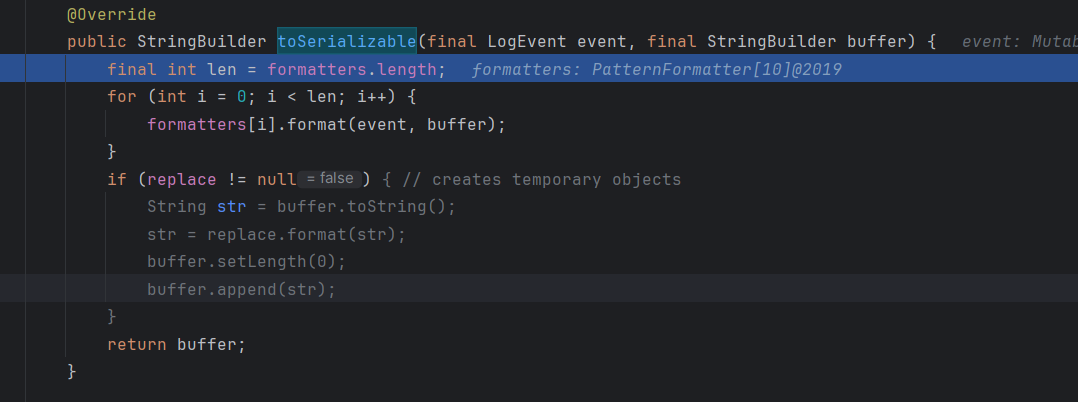 @Override
public StringBuilder toSerializable(final LogEvent event, final StringBuilder buffer) {   event: Mutab
final int len = formatters.length;   formatters: PatternFormatter[10]@2019
for (int i = 0; i < len; i++) {
formatters[i].format(event, buffer);
}
if (replace != null = false ) { // creates temporary objects
String str = buffer.toString();
str = replace.format(str);
buffer.setLength(0);
buffer.append(str);
}
return buffer;
}